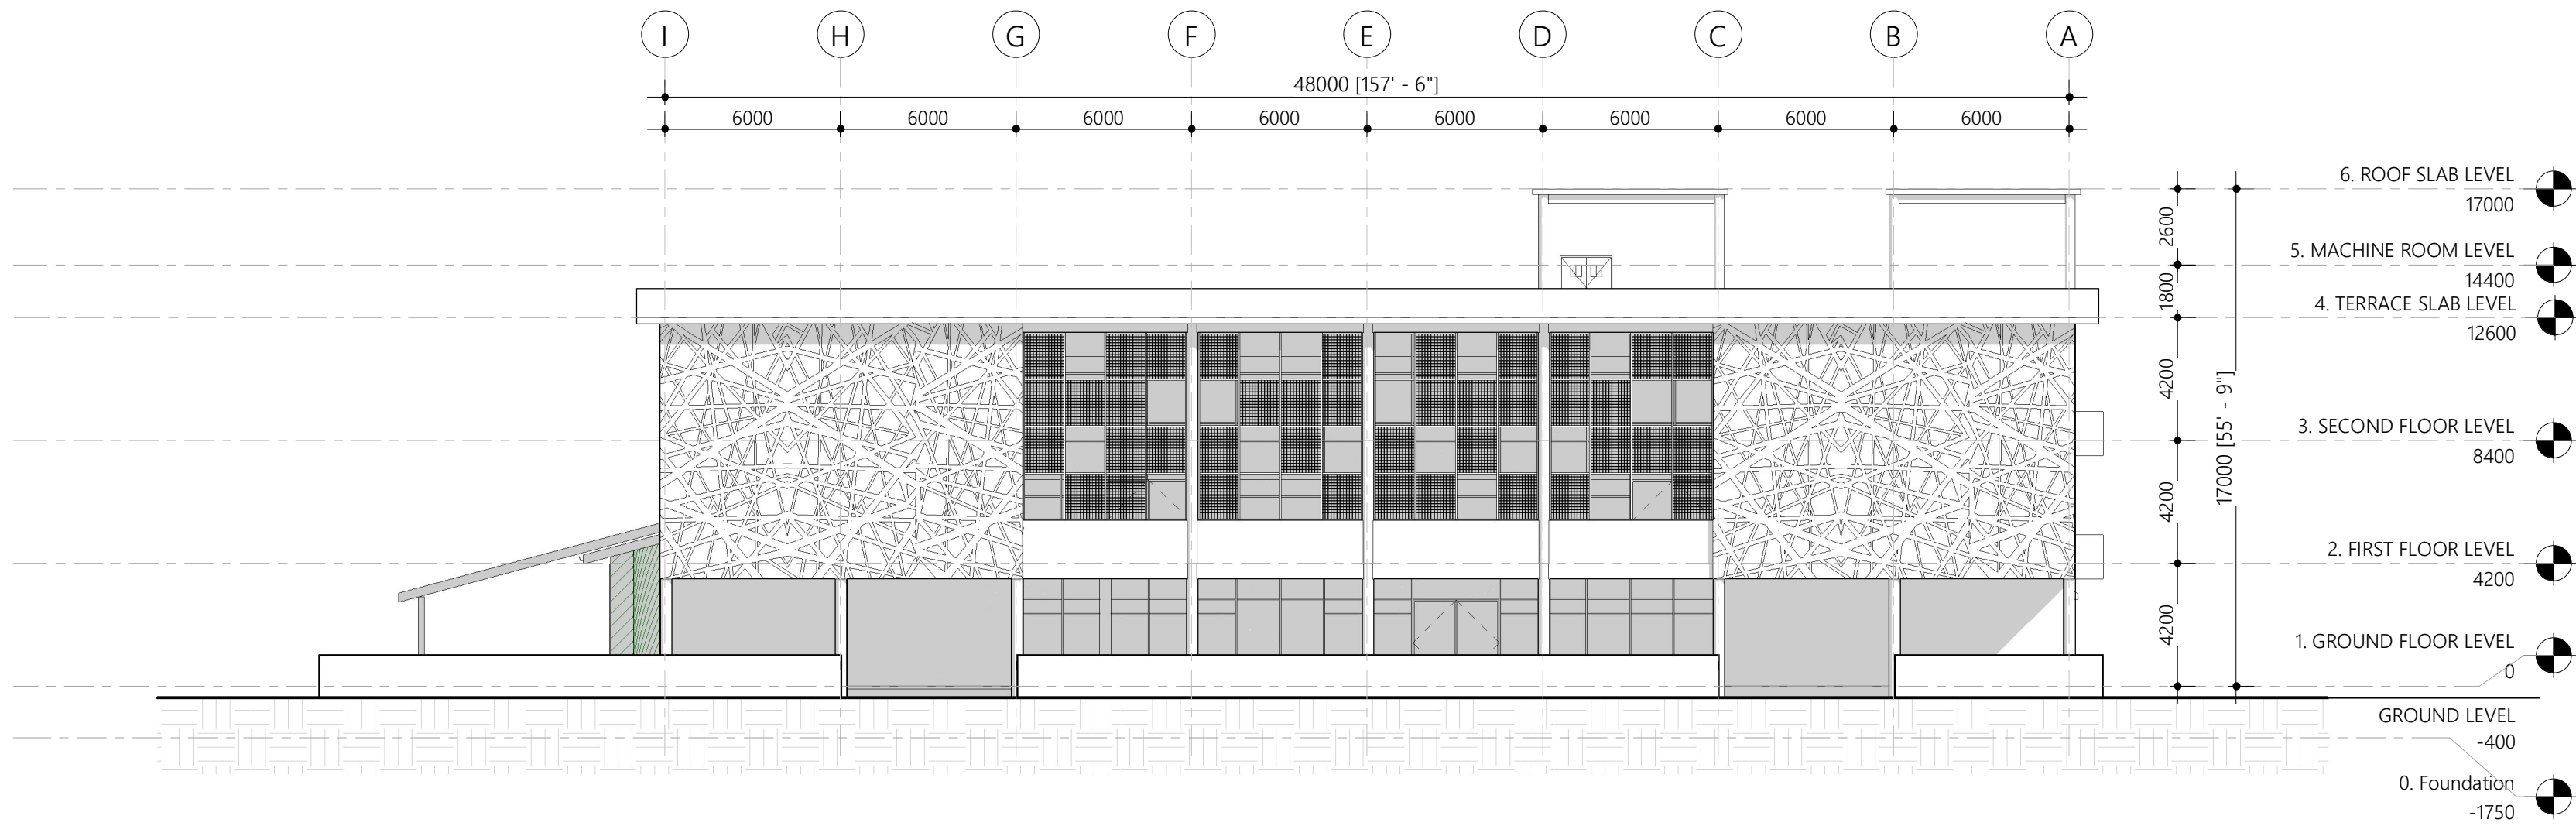 I H G F E D C B A
48000 [157' - 6"]
6000 6000 6000 6000 6000 6000 6000 6000
6. ROOF SLAB LEVEL
17000
2600
5. MACHINE ROOM LEVEL
14400
1800
4. TERRACE SLAB LEVEL
12600
4200
17000 [55' - 9"]
3. SECOND FLOOR LEVEL
8400
4200
2. FIRST FLOOR LEVEL
4200
4200
1. GROUND FLOOR LEVEL
0
GROUND LEVEL
-400
0. Foundation
-1750